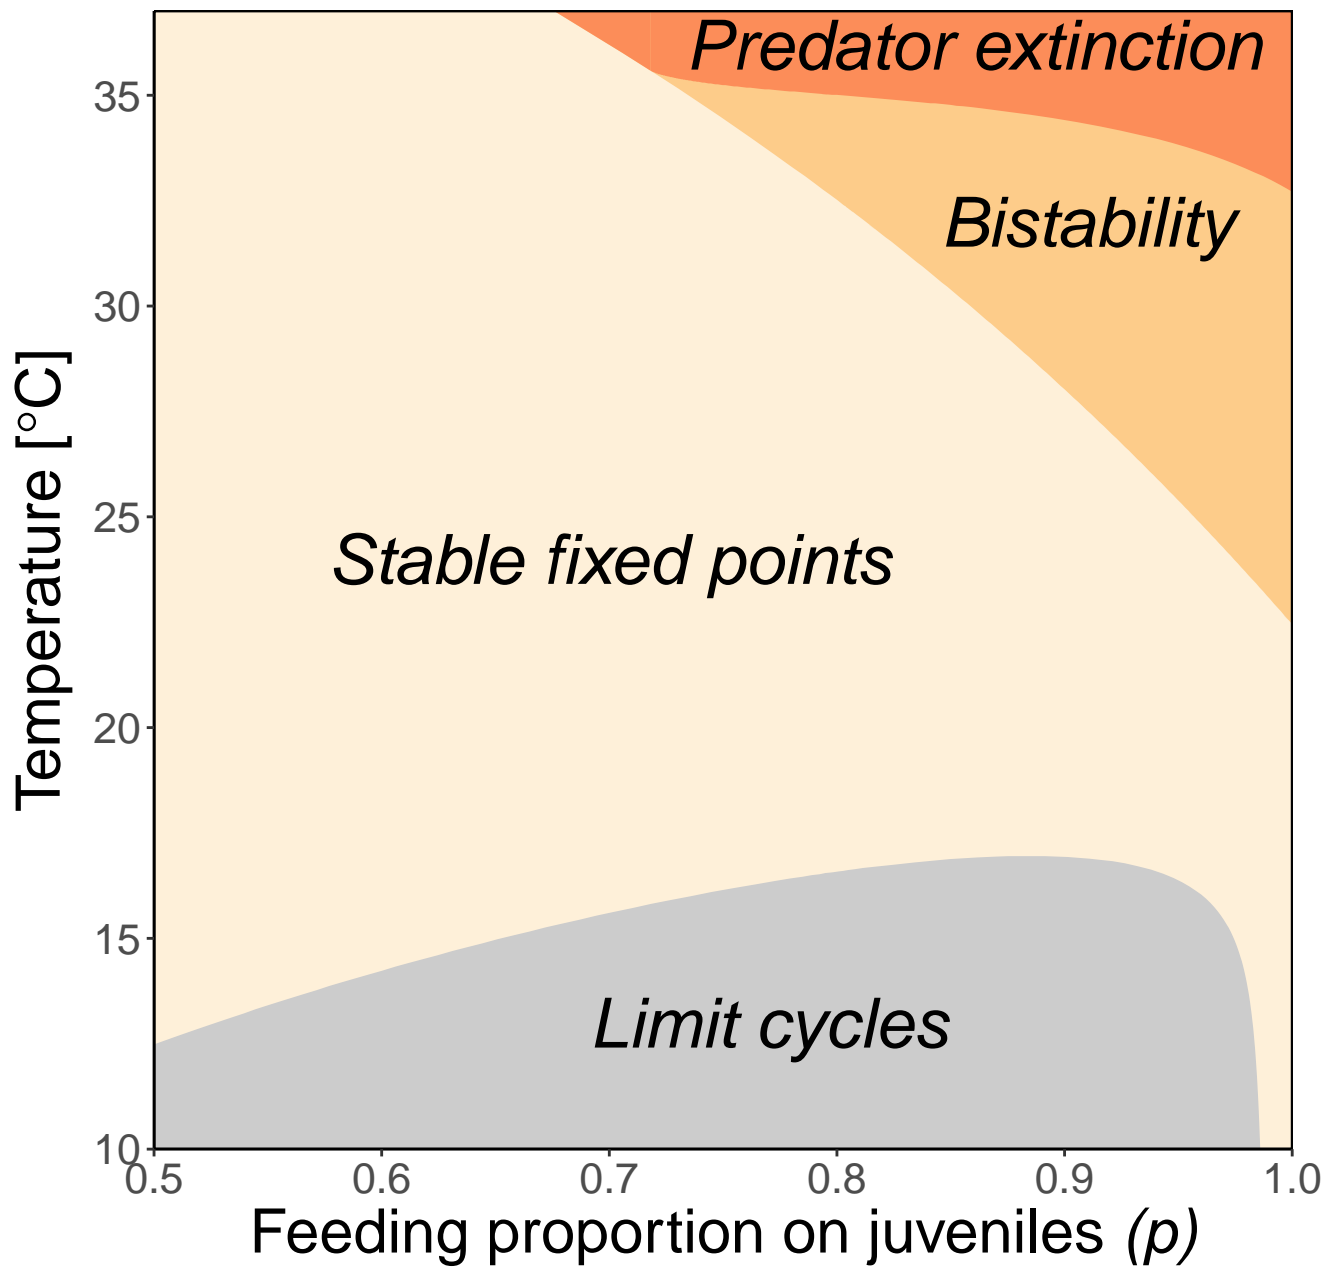 Predator extinction
35
Bistability
30
Temperature [°C]
25
Stable fixed points
20
15
Limit cycles
10
0.5 0.6 0.7 0.8 0.9 1.0
Feeding proportion on juveniles (p)